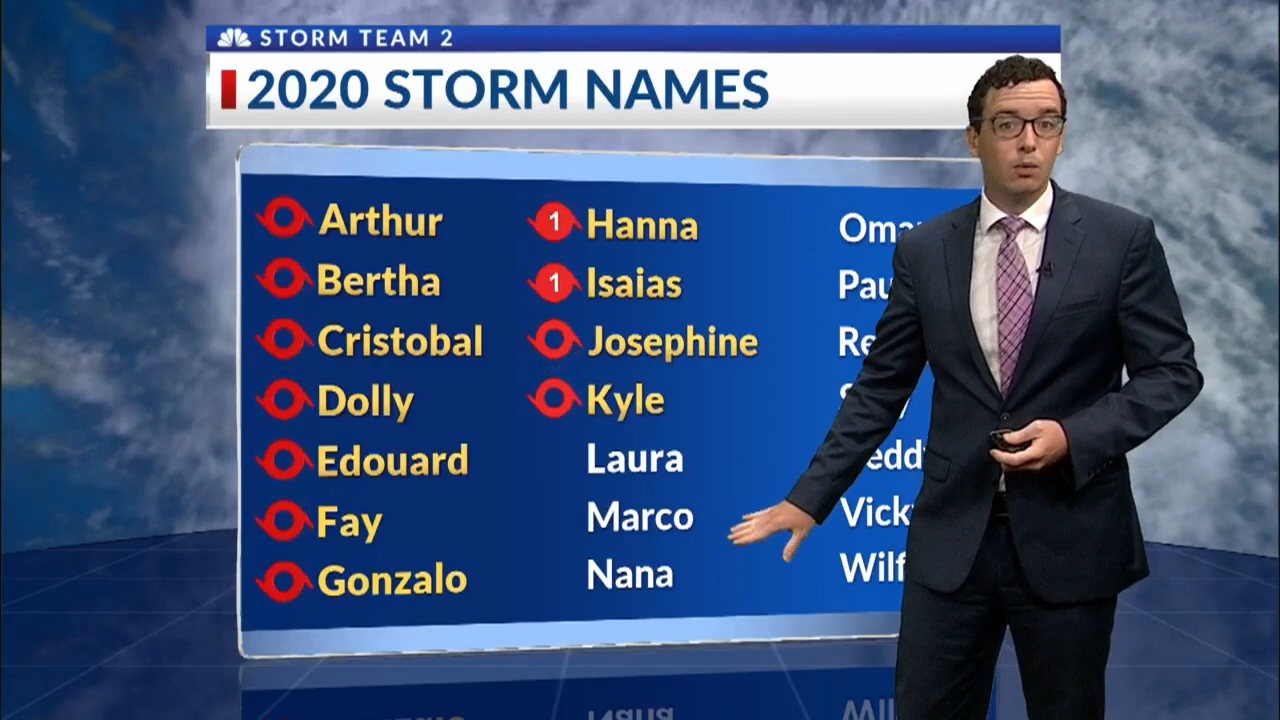 STORM TEAM 2
2020 STORM NAMES
Arthur
Bertha
Cristobal
Dolly
Edouard
Fay
Gonzalo
1 Hanna
1 Isaias
Josephine
Kyle
Laura
Marco
Nana